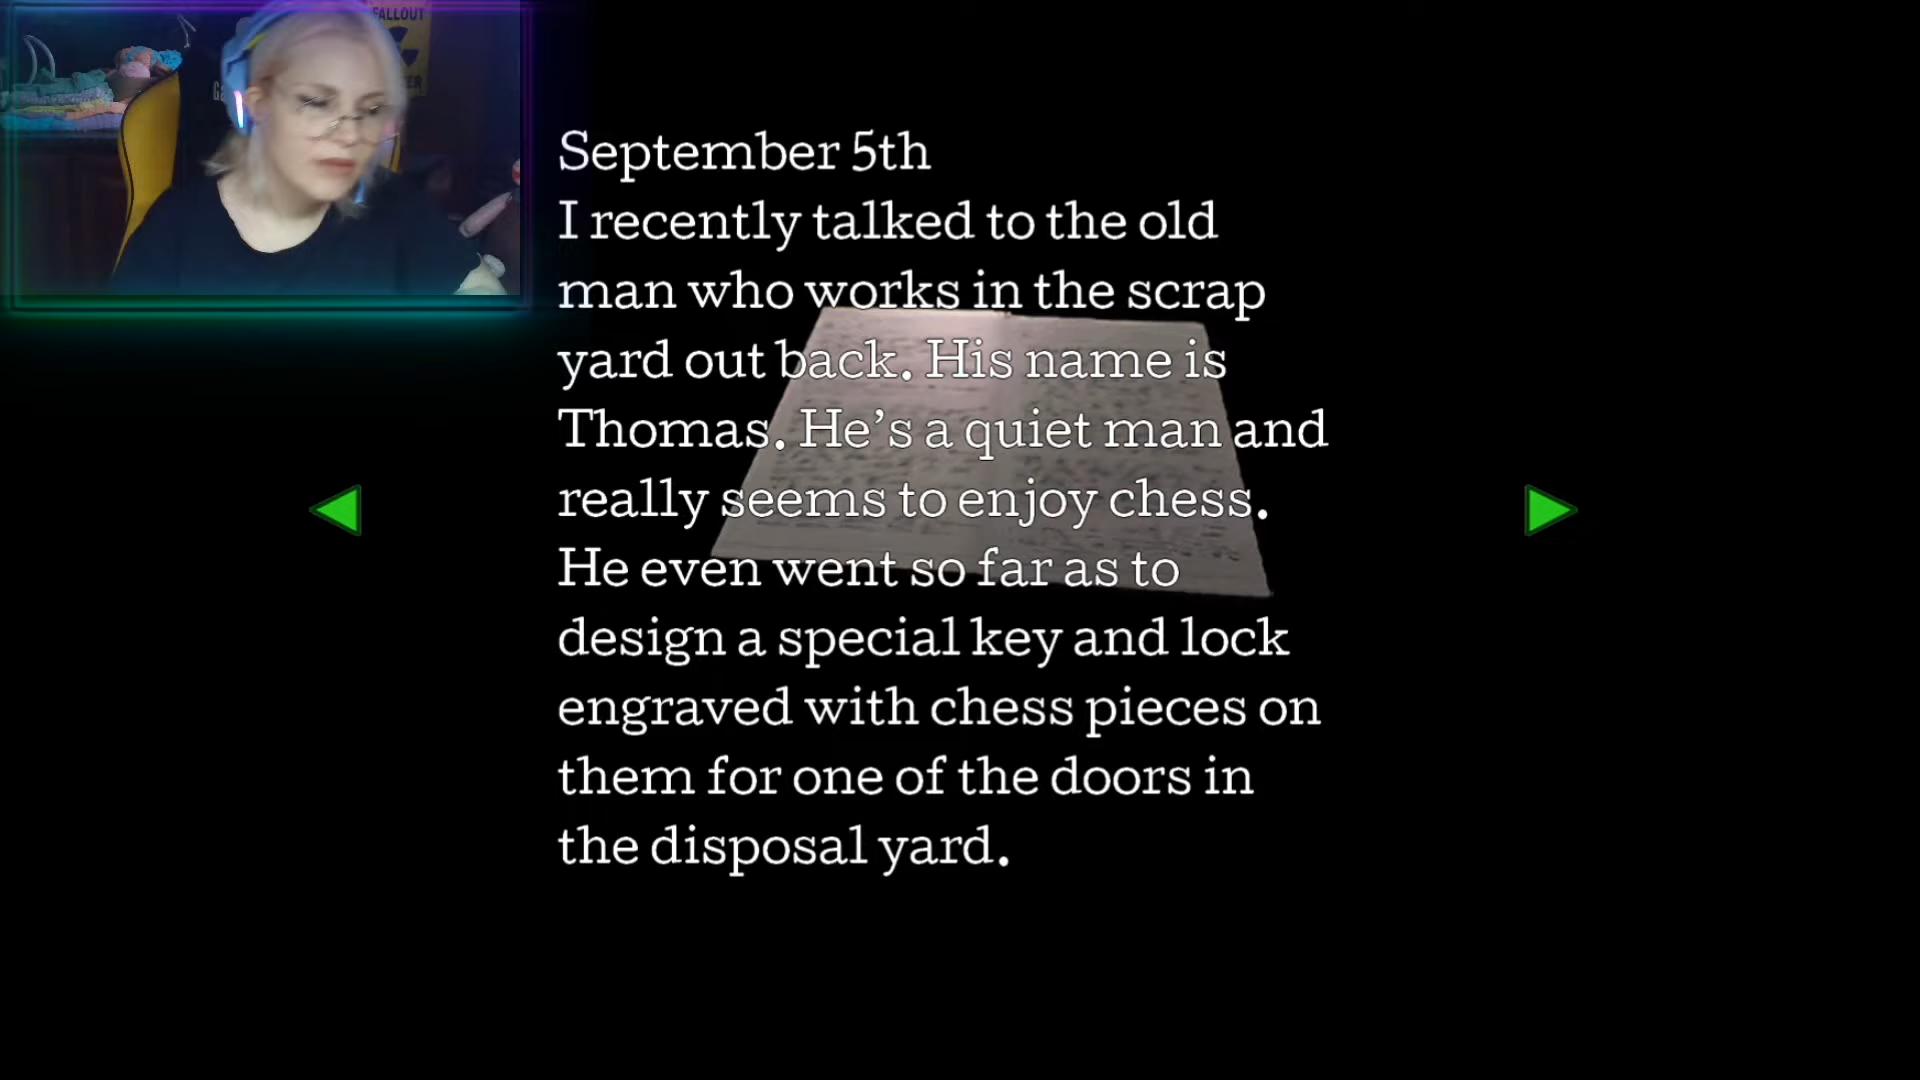 FALLOUT
September 5th
I recently talked to the old
man who works in the scrap
yard out back. His name is
Thomas. He's a quiet man and
really seems to enjoy chess.
He even went so far as to
design a special key and lock
engraved with chess pieces on
them for one of the doors in
the disposal yard.